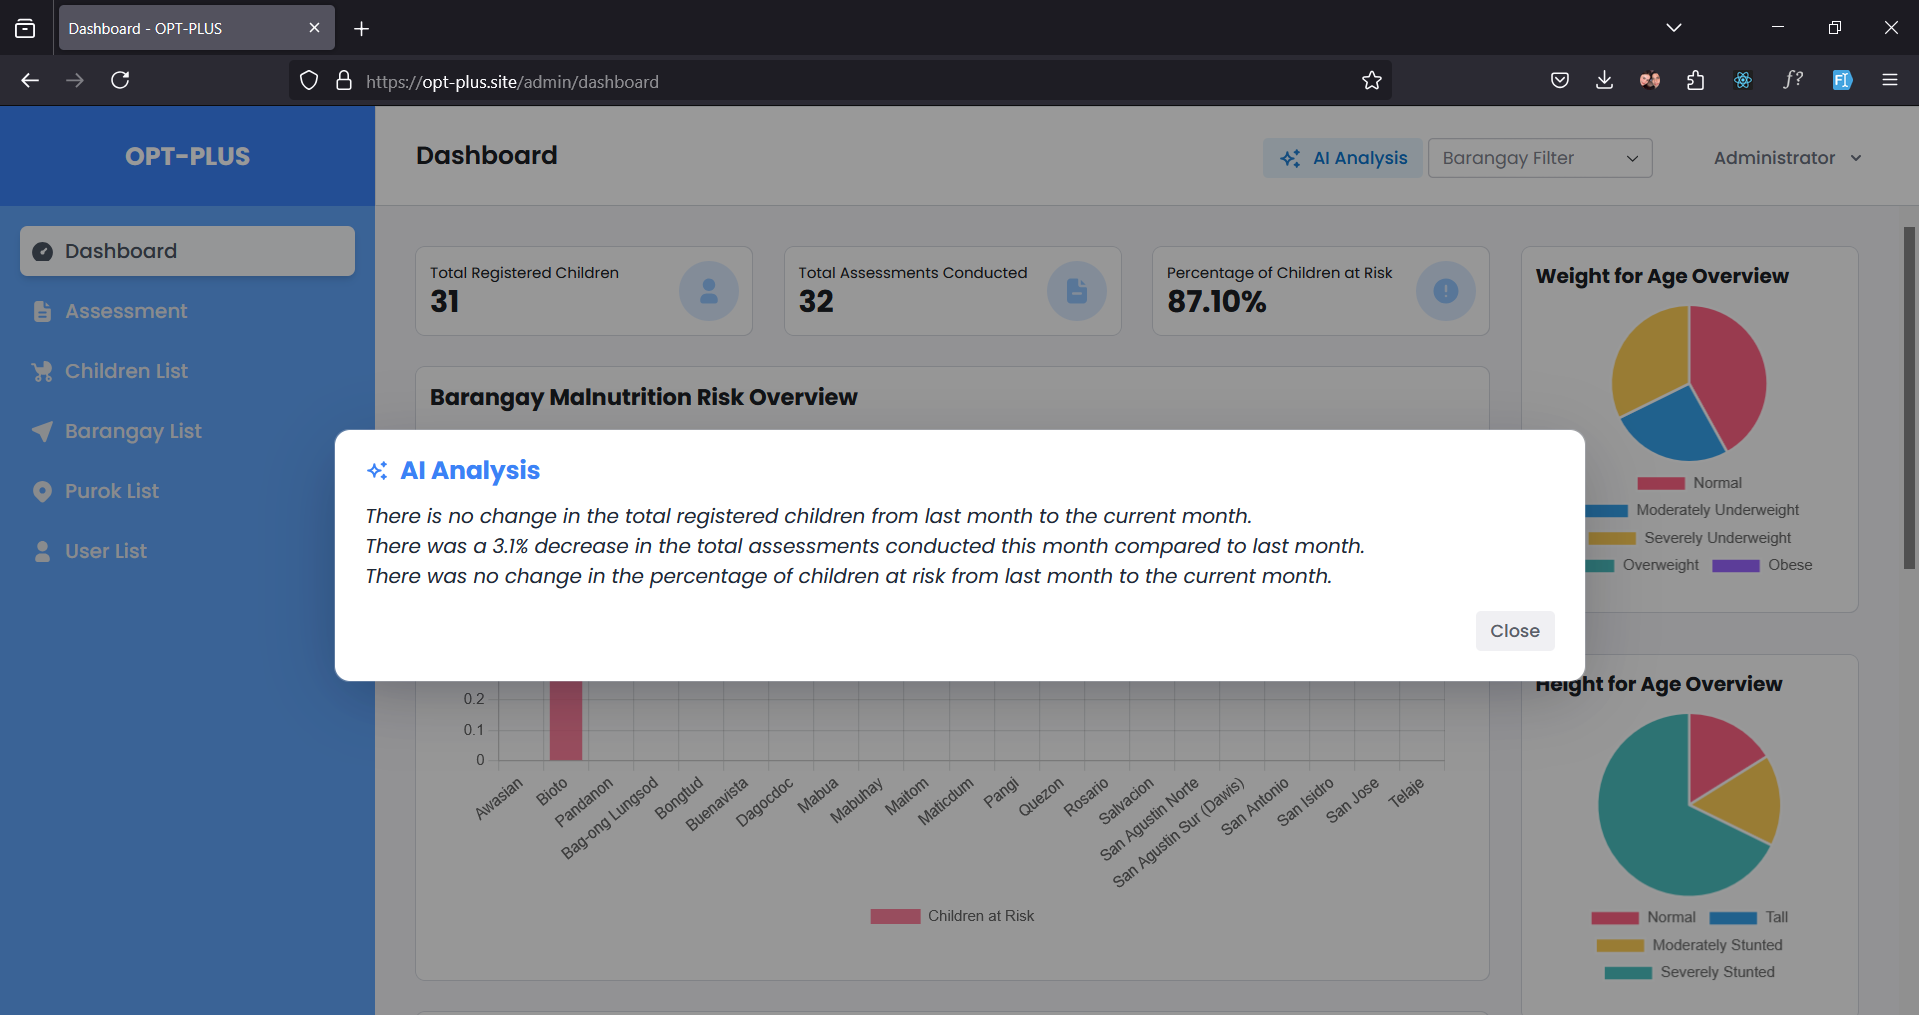 Dashboard - OPT-PLUS
https://opt-plus.site/admin/dashboard
f?
OPT-PLUS
Dashboard
AI Analysis
Barangay Filter
Administrator
Dashboard
Assessment
Children List
Barangay List
Purok List
User List
Total Registered Children
31
Total Assessments Conducted
32
Percentage of Children at Risk
87.10%
Barangay Malnutrition Risk Overview
AI Analysis
There is no change in the total registered children from last month to the current month.
There was a 3.1% decrease in the total assessments conducted this month compared to last month.
There was no change in the percentage of children at risk from last month to the current month.
Close
0.2
0.1
0
Awasian
Bioto
Pandanon
Bag-ong Lungsod
Bongtud
Buenavista
Dagocdoc
Mabua
Mabuhay
Maitom
Maticdum
Pangi
Quezon
Rosario
Salvacion
San Agustin Norte
San Agustin Sur (Dawis)
San Antonio
San Isidro
San Jose
Telaje
Children at Risk
Weight for Age Overview
Normal
Moderately Underweight
Severely Underweight
Overweight Obese
Height for Age Overview
Normal Tall
Moderately Stunted
Severely Stunted